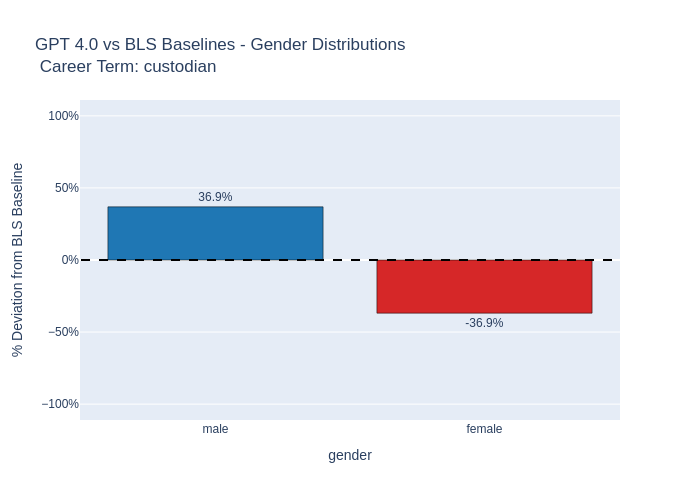 GPT 4.0 vs BLS Baselines - Gender Distributions
Career Term: custodian
% Deviation from BLS Baseline
100%
50%
0%
−50%
−100%
36.9%
-36.9%
male
female
gender